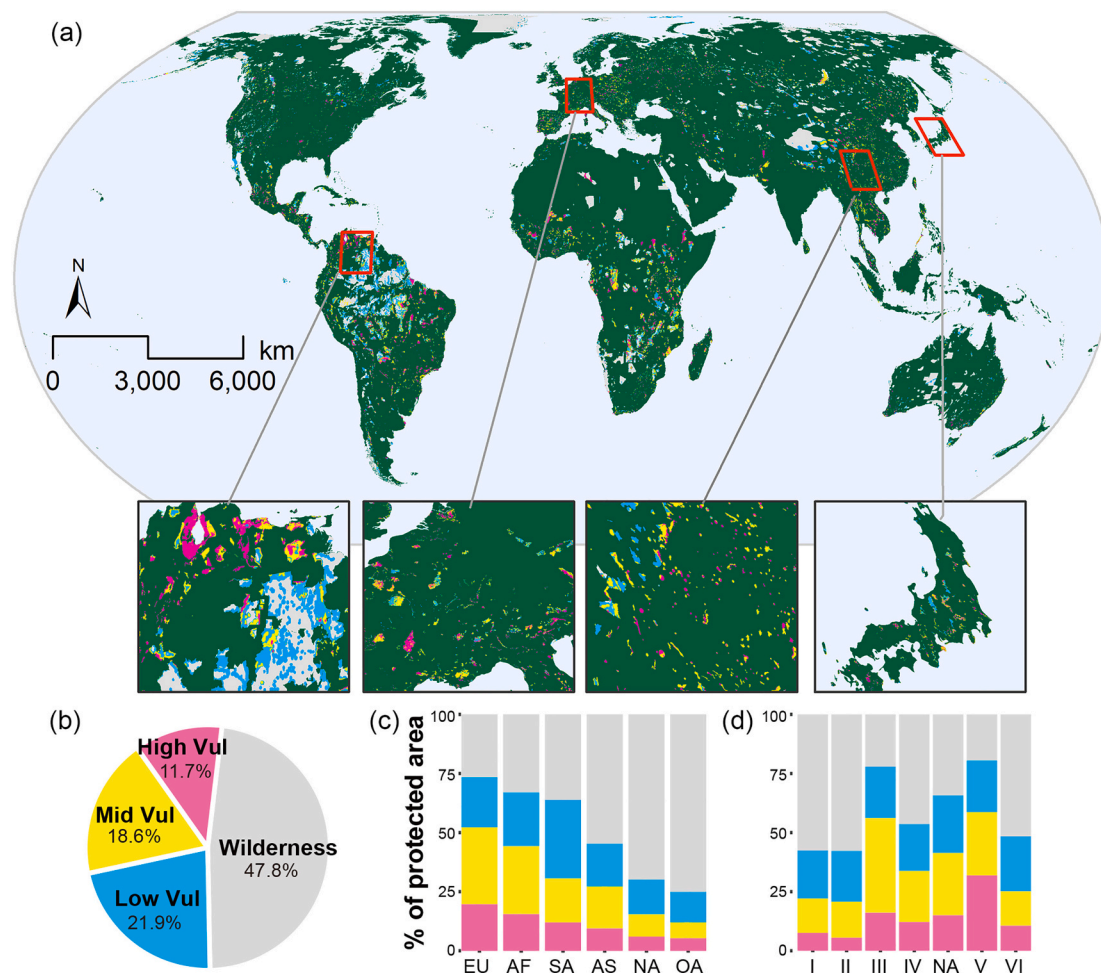 (a)
N
km
0 3,000 6,000
(b)
High Vul
11.7%
Mid Vul
18.6%
Wilderness
47.8%
Low Vul
21.9%
(c)
% of protected area
100
75
50
25
0
EU AF SA AS NA OA
(d)
100
75
50
25
0
I II III IV NA V VI